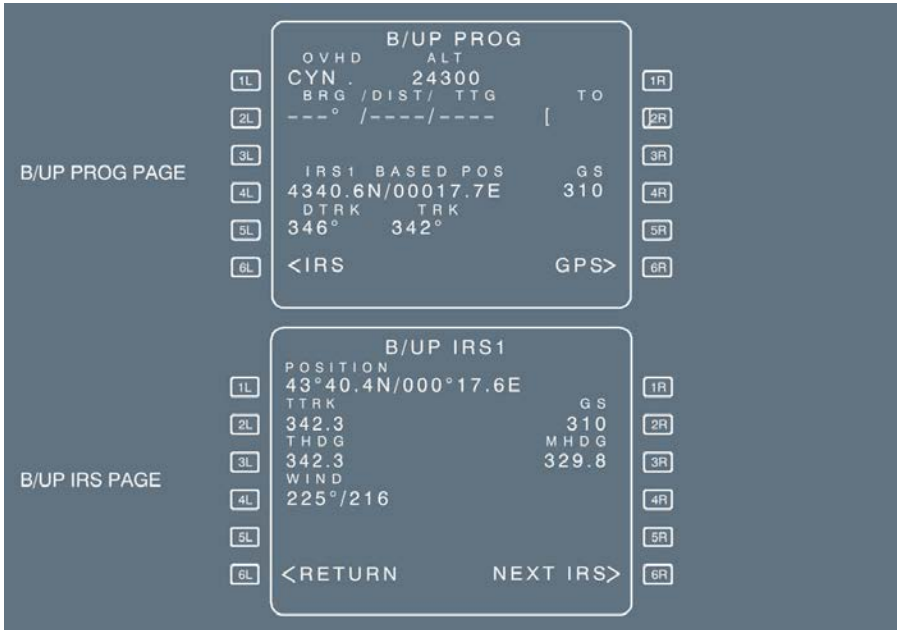 B/UP PROG PAGE
B/UP PROG
OVHD ALT
1L CYN . 24300 1R
BRG /DIST/ TTG TO
2L ---° /----/---- [ ] 2R
3L 3R
IRS1 BASED POS GS
4L 4340.6N/00017.7E 310 4R
DTRK TRK
5L 346° 342° 5R
6L <IRS GPS> 6R
B/UP IRS PAGE
B/UP IRS1
POSITION
1L 43°40.4N/000°17.6E 1R
TTRK GS
2L 342.3 310 2R
THDG MHDG
3L 342.3 329.8 3R
WIND
4L 225°/216 4R
5L 5R
6L <RETURN NEXT IRS> 6R